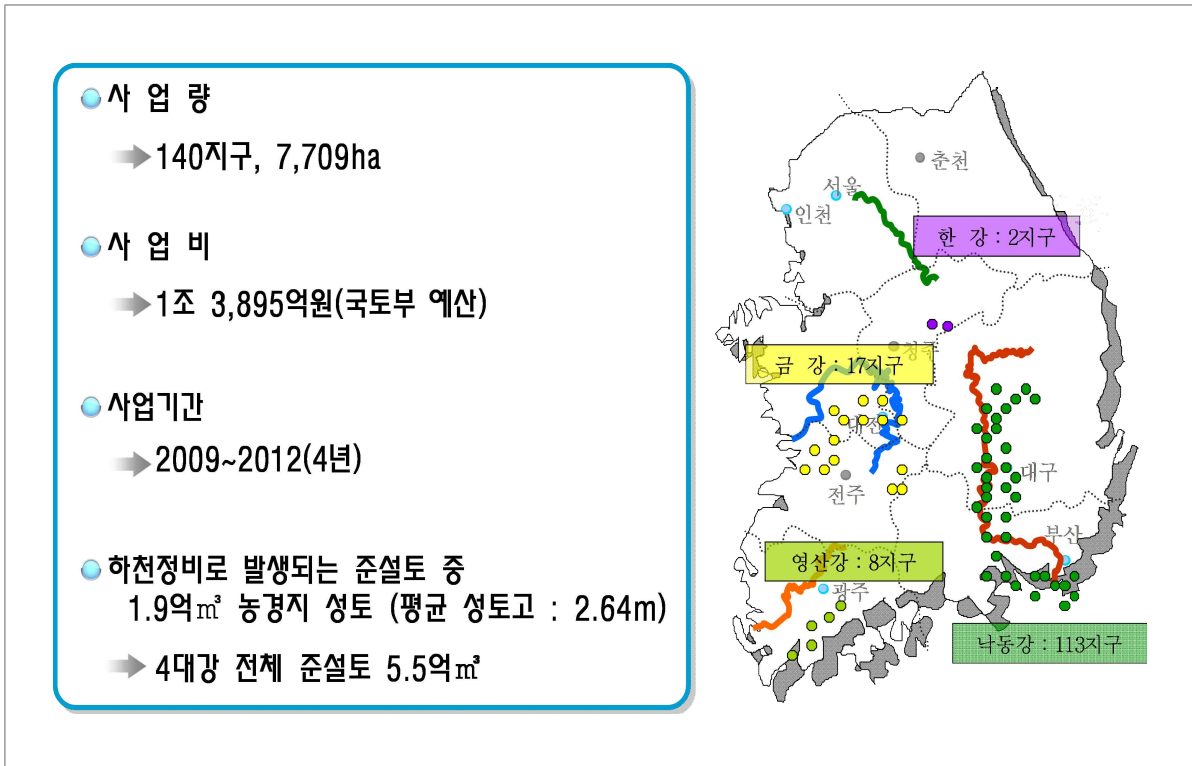 사 업 량
140지구, 7,709ha
사 업 비
1조 3,895억원(국토부 예산)
사업기간
2009~2012(4년)
하천정비로 발생되는 준설토 중
1.9억㎥ 농경지 성토 (평균 성토고 : 2.64m)
4대강 전체 준설토 5.5억㎥
춘천
서울
인천
한 강 : 2지구
청주
금 강 : 17지구
대전
대구
전주
부산
영산강 : 8지구
광주
낙동강 : 113지구